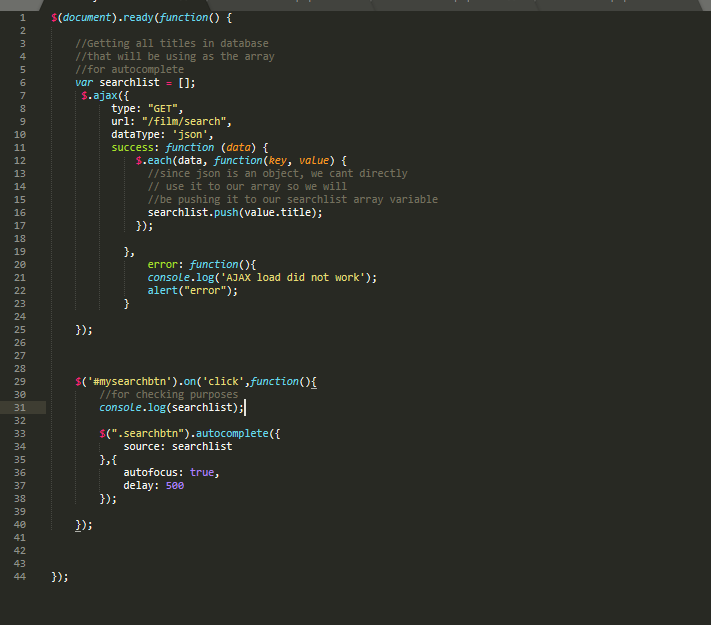 1 $(document).ready(function() {
2
3 //Getting all titles in database
4 //that will be using as the array
5 //for autocomplete
6 var searchlist = [];
7 $.ajax({
8 type: "GET",
9 url: "/film/search",
10 dataType: 'json',
11 success: function (data) {
12 $.each(data, function(key, value) {
13 //since json is an object, we cant directly
14 // use it to our array so we will
15 //be pushing it to our searchlist array variable
16 searchlist.push(value.title);
17 });
18
19 },
20 error: function(){
21 console.log('AJAX load did not work');
22 alert("error");
23 }
24
25 });
26
27
28
29 $('#mysearchbtn').on('click',function(){
30 //for checking purposes
31 console.log(searchlist);
32
33 $(".searchbtn").autocomplete({
34 source: searchlist
35 },{
36 autofocus: true,
37 delay: 500
38 });
39
40 });
41
42
43
44 });